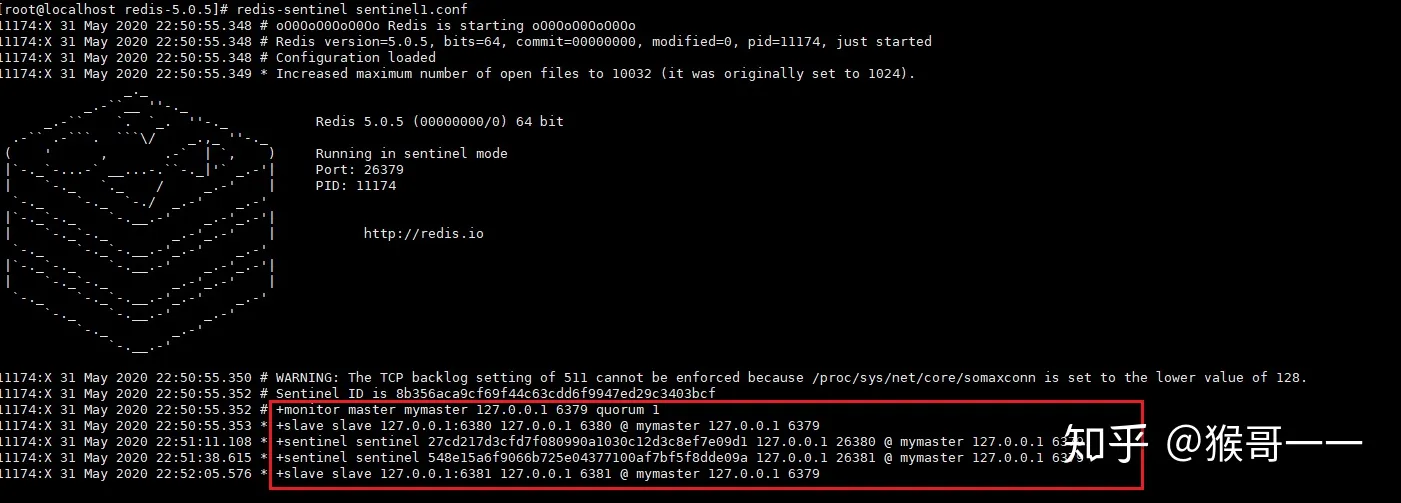 [root@localhost redis-5.0.5]# redis-sentinel sentinel1.conf
11174:X 31 May 2020 22:50:55.348 # oO0OoO0OoO0Oo Redis is starting oO0OoO0OoO0Oo
11174:X 31 May 2020 22:50:55.348 # Redis version=5.0.5, bits=64, commit=00000000, modified=0, pid=11174, just started
11174:X 31 May 2020 22:50:55.348 # Configuration loaded
11174:X 31 May 2020 22:50:55.349 * Increased maximum number of open files to 10032 (it was originally set to 1024).
Redis 5.0.5 (00000000/0) 64 bit
Running in sentinel mode
Port: 26379
PID: 11174
http://redis.io
11174:X 31 May 2020 22:50:55.350 # WARNING: The TCP backlog setting of 511 cannot be enforced because /proc/sys/net/core/somaxconn is set to the lower value of 128.
11174:X 31 May 2020 22:50:55.352 # Sentinel ID is 8b356aca9cf69f44c63cdd6f9947ed29c3403bcf
11174:X 31 May 2020 22:50:55.352 # +monitor master mymaster 127.0.0.1 6379 quorum 1
11174:X 31 May 2020 22:50:55.353 * +slave slave 127.0.0.1:6380 127.0.0.1 6380 @ mymaster 127.0.0.1 6379
11174:X 31 May 2020 22:51:11.108 * +sentinel sentinel 27cd217d3cfd7f080990a1030c12d3c8ef7e09d1 127.0.0.1 26380 @ mymaster 127.0.0.1 6379
11174:X 31 May 2020 22:51:38.615 * +sentinel sentinel 548e15a6f9066b725e04377100af7bf5f8dde09a 127.0.0.1 26381 @ mymaster 127.0.0.1 6379
11174:X 31 May 2020 22:52:05.576 * +slave slave 127.0.0.1:6381 127.0.0.1 6381 @ mymaster 127.0.0.1 6379
知乎 @猴哥一一